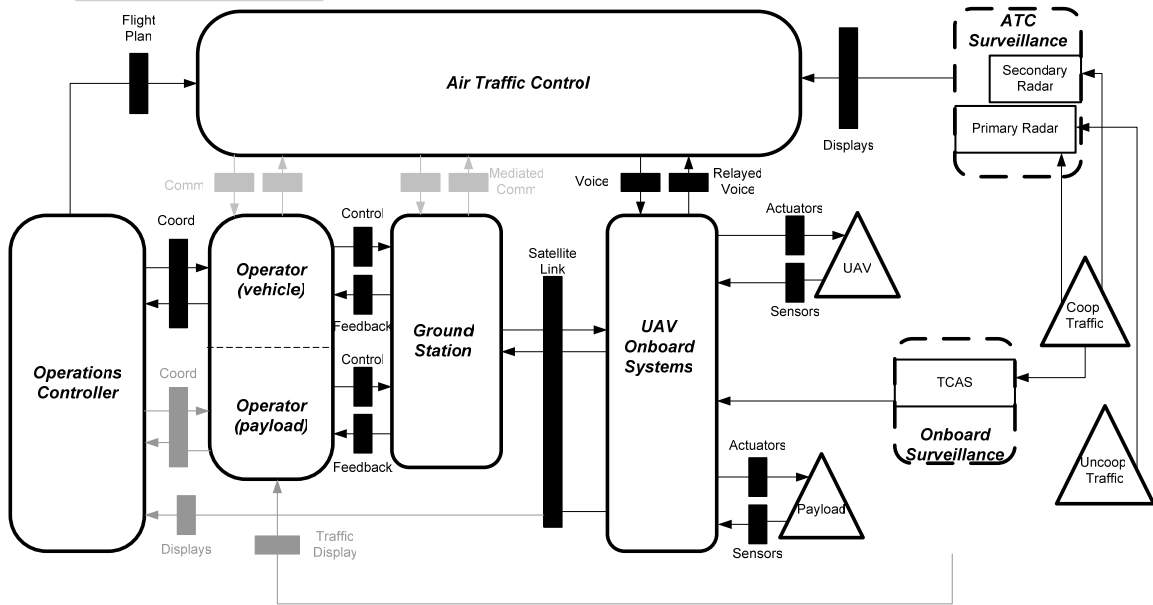 Flight
Plan
Air Traffic Control
ATC
Surveillance
Secondary
Radar
Primary Radar
Displays
Comm
Mediated
Comm
Voice
Relayed
Voice
Coord
Control
Operator
(vehicle)
Feedback
Ground
Station
Satellite
Link
UAV
Onboard
Systems
Actuators
UAV
Sensors
Coop
Traffic
Operations
Controller
Coord
Operator
(payload)
Control
Feedback
TCAS
Onboard
Surveillance
Actuators
Payload
Sensors
Uncoop
Traffic
Displays
Traffic
Display